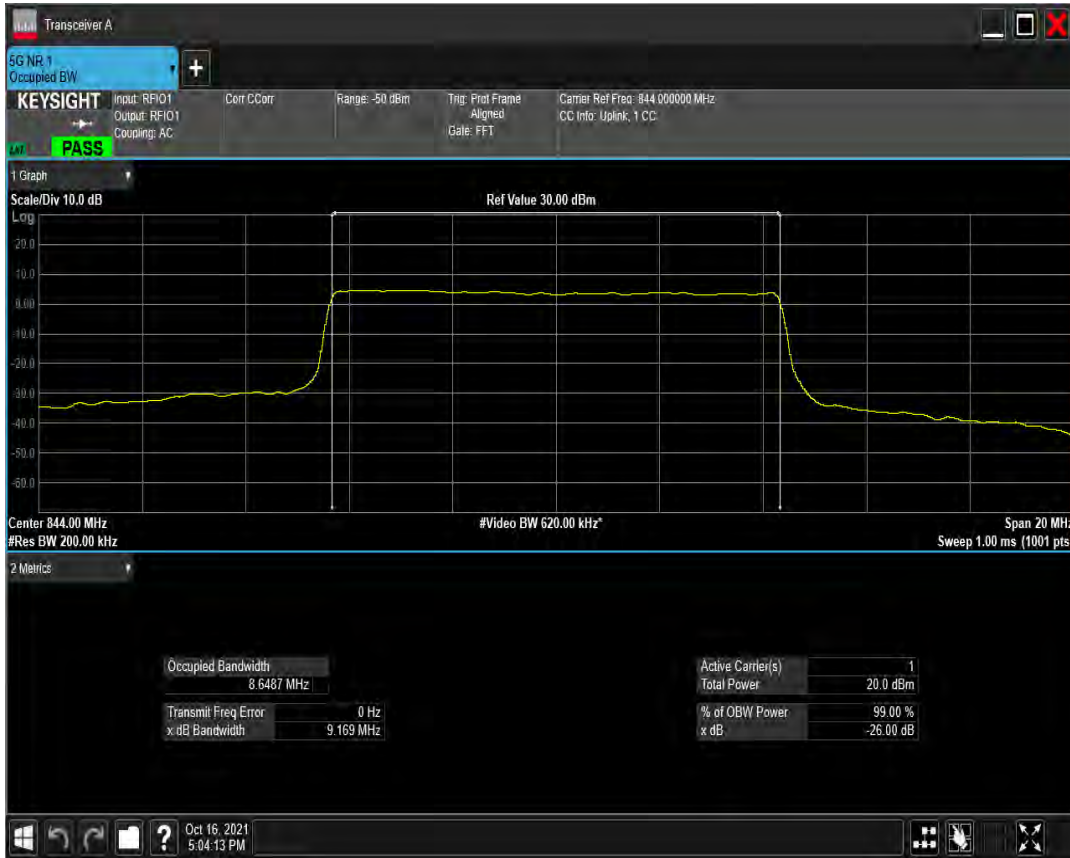 Transceiver A
5G NR 1
Occupied BW
KEYSIGHT
Input: RFIO1
Output: RFIO1
Coupling: AC
Corr CCorr
Range: -50 dBm
Trig: Prot Frame
Aligned
Gate: FFT
Carrier Ref Freq: 844.000000 MHz
CC Info: Uplink, 1 CC
PASS
1 Graph
Scale/Div 10.0 dB
Ref Value 30.00 dBm
Log
20.0
10.0
0.00
-10.0
-20.0
-30.0
-40.0
-50.0
-60.0
Center 844.00 MHz
#Video BW 620.00 kHz*
Span 20 MHz
#Res BW 200.00 kHz
Sweep 1.00 ms (1001 pts
2 Metrics
Occupied Bandwidth
8.6487 MHz
Transmit Freq Error 0 Hz
x dB Bandwidth 9.169 MHz
Active Carrier(s) 1
Total Power 20.0 dBm
% of OBW Power 99.00 %
x dB -26.00 dB
?
Oct 16, 2021
5:04:13 PM